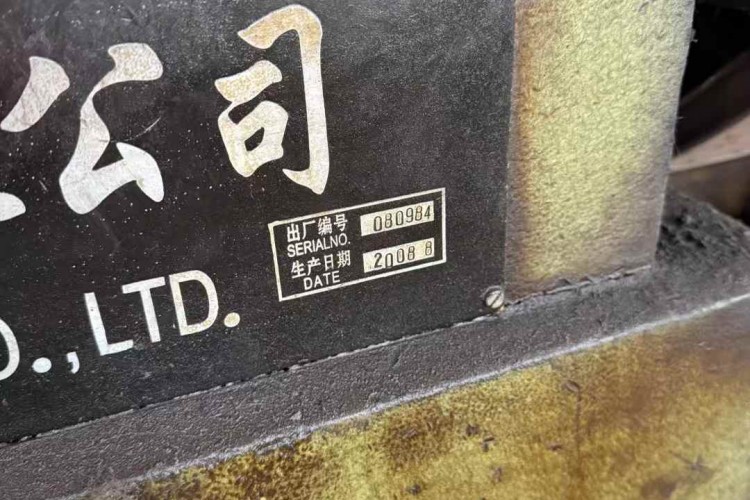 公司
出厂编号 080984
SERIALNO.
生产日期 2008 8
DATE
O.,LTD.